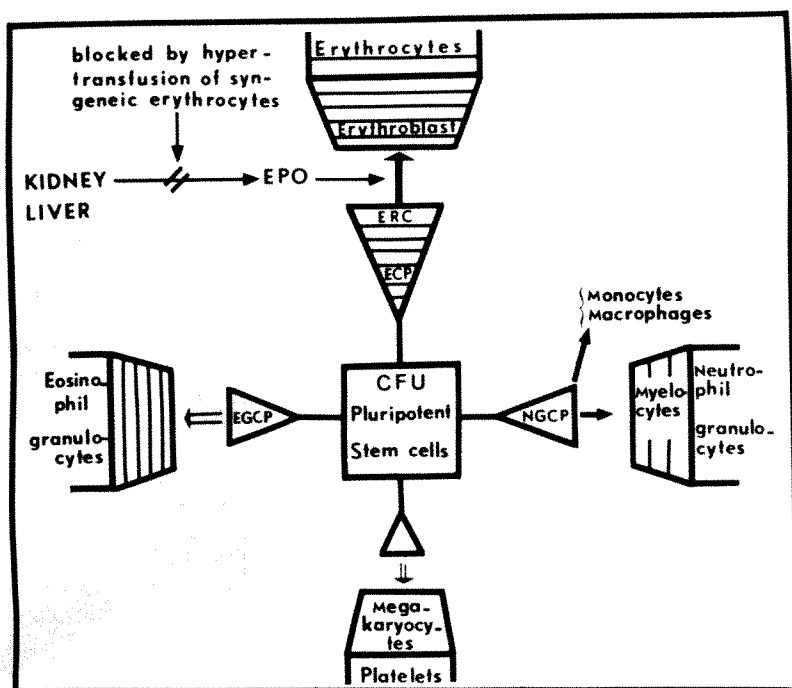 blocked by hyper-
transfusion of syn-
geneic erythrocytes
KIDNEY
LIVER
EPO
Erythrocytes
Erythroblast
ERC
ECP
Monocytes
Macrophages
Eosino-
phil
granulo-
cytes
EGCP
CFU
Pluripotent
Stem cells
NGCP
Myelo-
cytes
Neutro-
phil
granulo-
cytes
Mega-
karyocy-
tes
Platelets